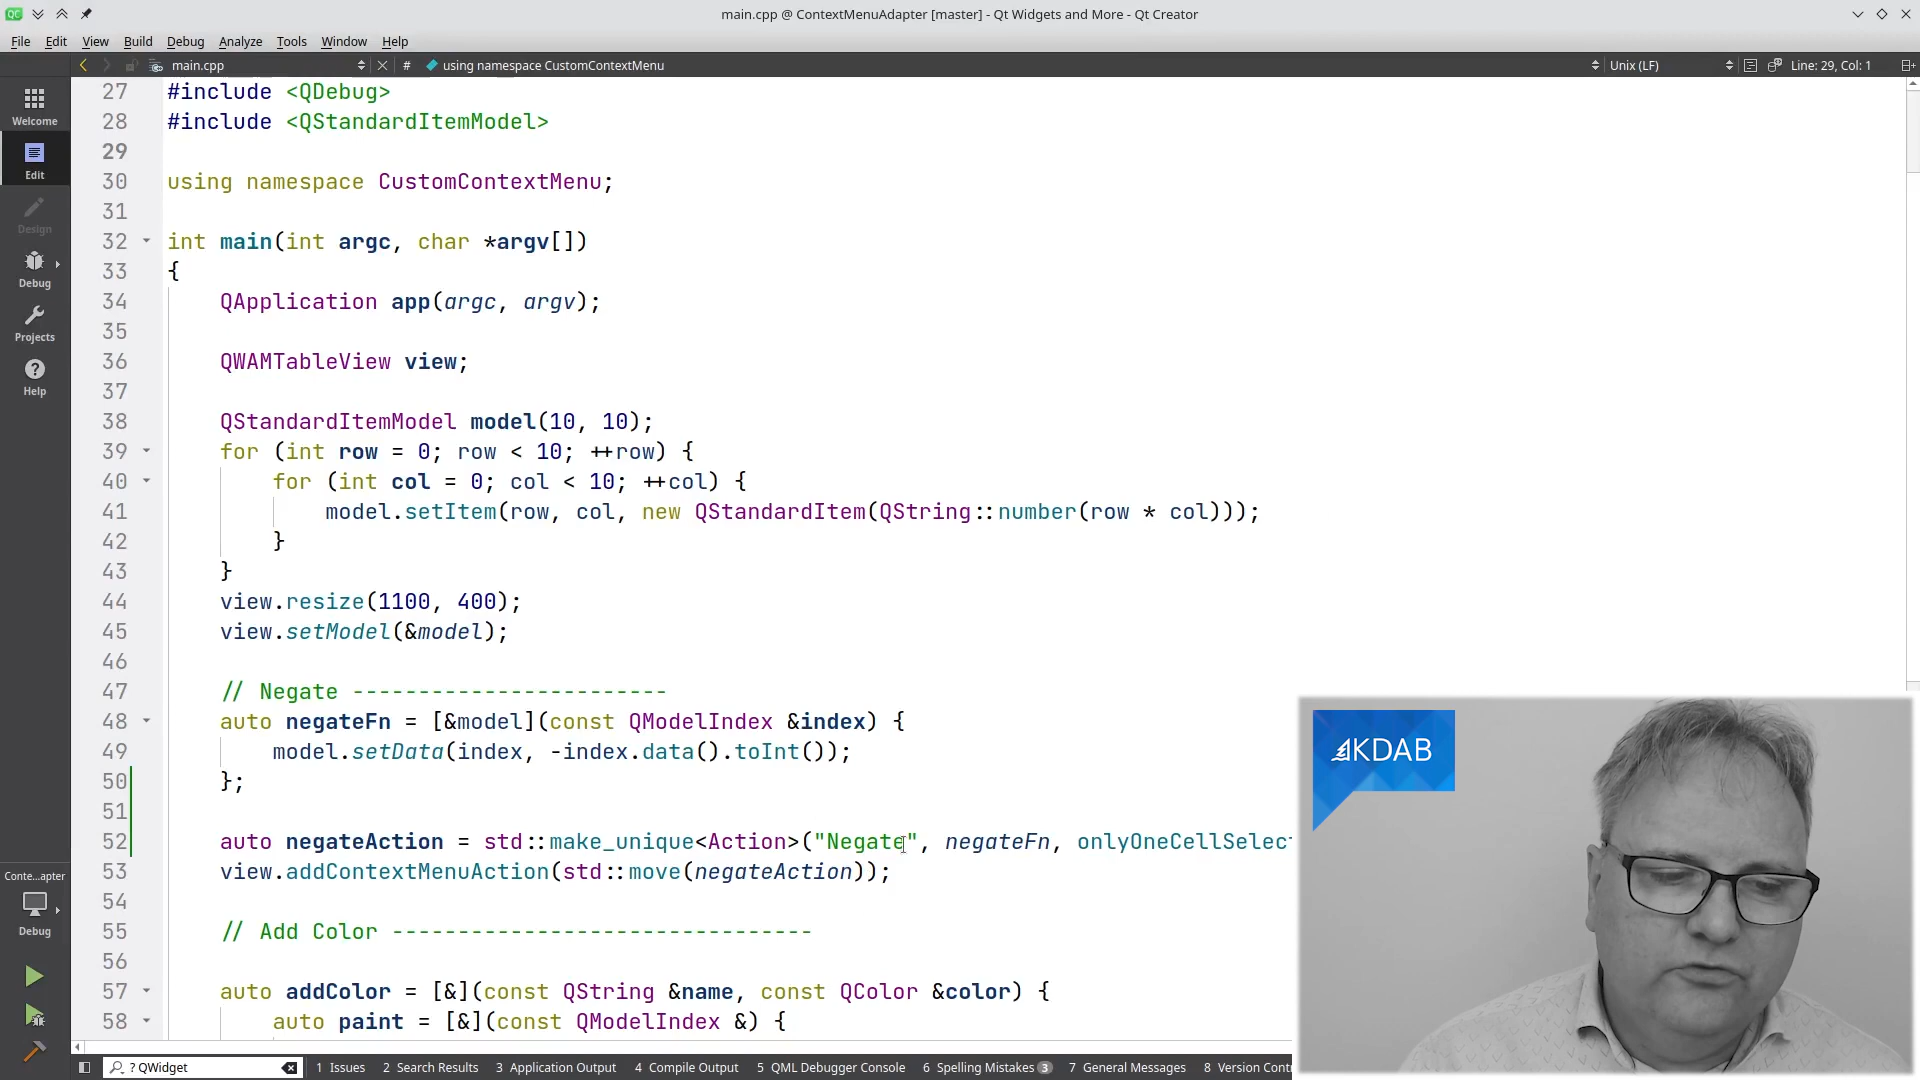 main.cpp @ ContextMenuAdapter [master] - Qt Widgets and More - Qt Creator
File Edit View Build Debug Analyze Tools Window Help
main.cpp # using namespace CustomContextMenu Unix (LF) Line: 29, Col: 1
Welcome
Edit
Design
Debug
Projects
Help
27 #include <QDebug>
28 #include <QStandardItemModel>
29
30 using namespace CustomContextMenu;
31
32 int main(int argc, char *argv[])
33 {
34 QApplication app(argc, argv);
35
36 QWAMTableView view;
37
38 QStandardItemModel model(10, 10);
39 for (int row = 0; row < 10; ++row) {
40 for (int col = 0; col < 10; ++col) {
41 model.setItem(row, col, new QStandardItem(QString::number(row * col)));
42 }
43 }
44 view.resize(1100, 400);
45 view.setModel(&model);
46
47 // Negate ------------------------
48 auto negateFn = [&model](const QModelIndex &index) {
49 model.setData(index, -index.data().toInt());
50 };
51
52 auto negateAction = std::make_unique<Action>("Negate", negateFn, onlyOneCellSelect
53 view.addContextMenuAction(std::move(negateAction));
54
55 // Add Color --------------------------------
56
57 auto addColor = [&](const QString &name, const QColor &color) {
58 auto paint = [&](const QModelIndex &) {
Conte...apter
Debug
KDAB
? QWidget 1 Issues 2 Search Results 3 Application Output 4 Compile Output 5 QML Debugger Console 6 Spelling Mistakes 3 7 General Messages 8 Version Cont